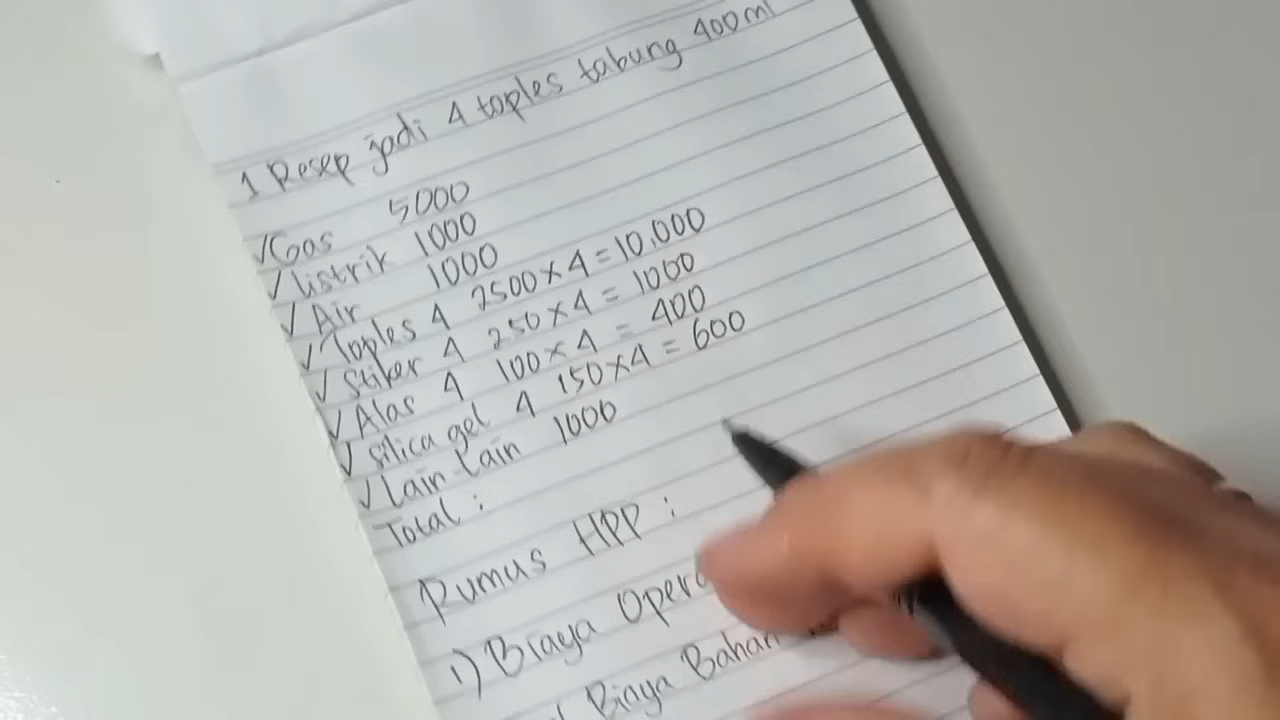 1 Resep jadi 4 toples tabung 400 ml
√ Gas 5000
√ listrik 1000
√ Air 1000
√ Toples 4 2500 x 4 = 10.000
√ Stiker 4 250 x 4 = 1000
√ Alas 4 100 x 4 = 400
√ Silica gel 4 150 x 4 = 600
√ lain lain 1000
Total :
Rumus HPP :
1) Biaya
Biaya Bahan